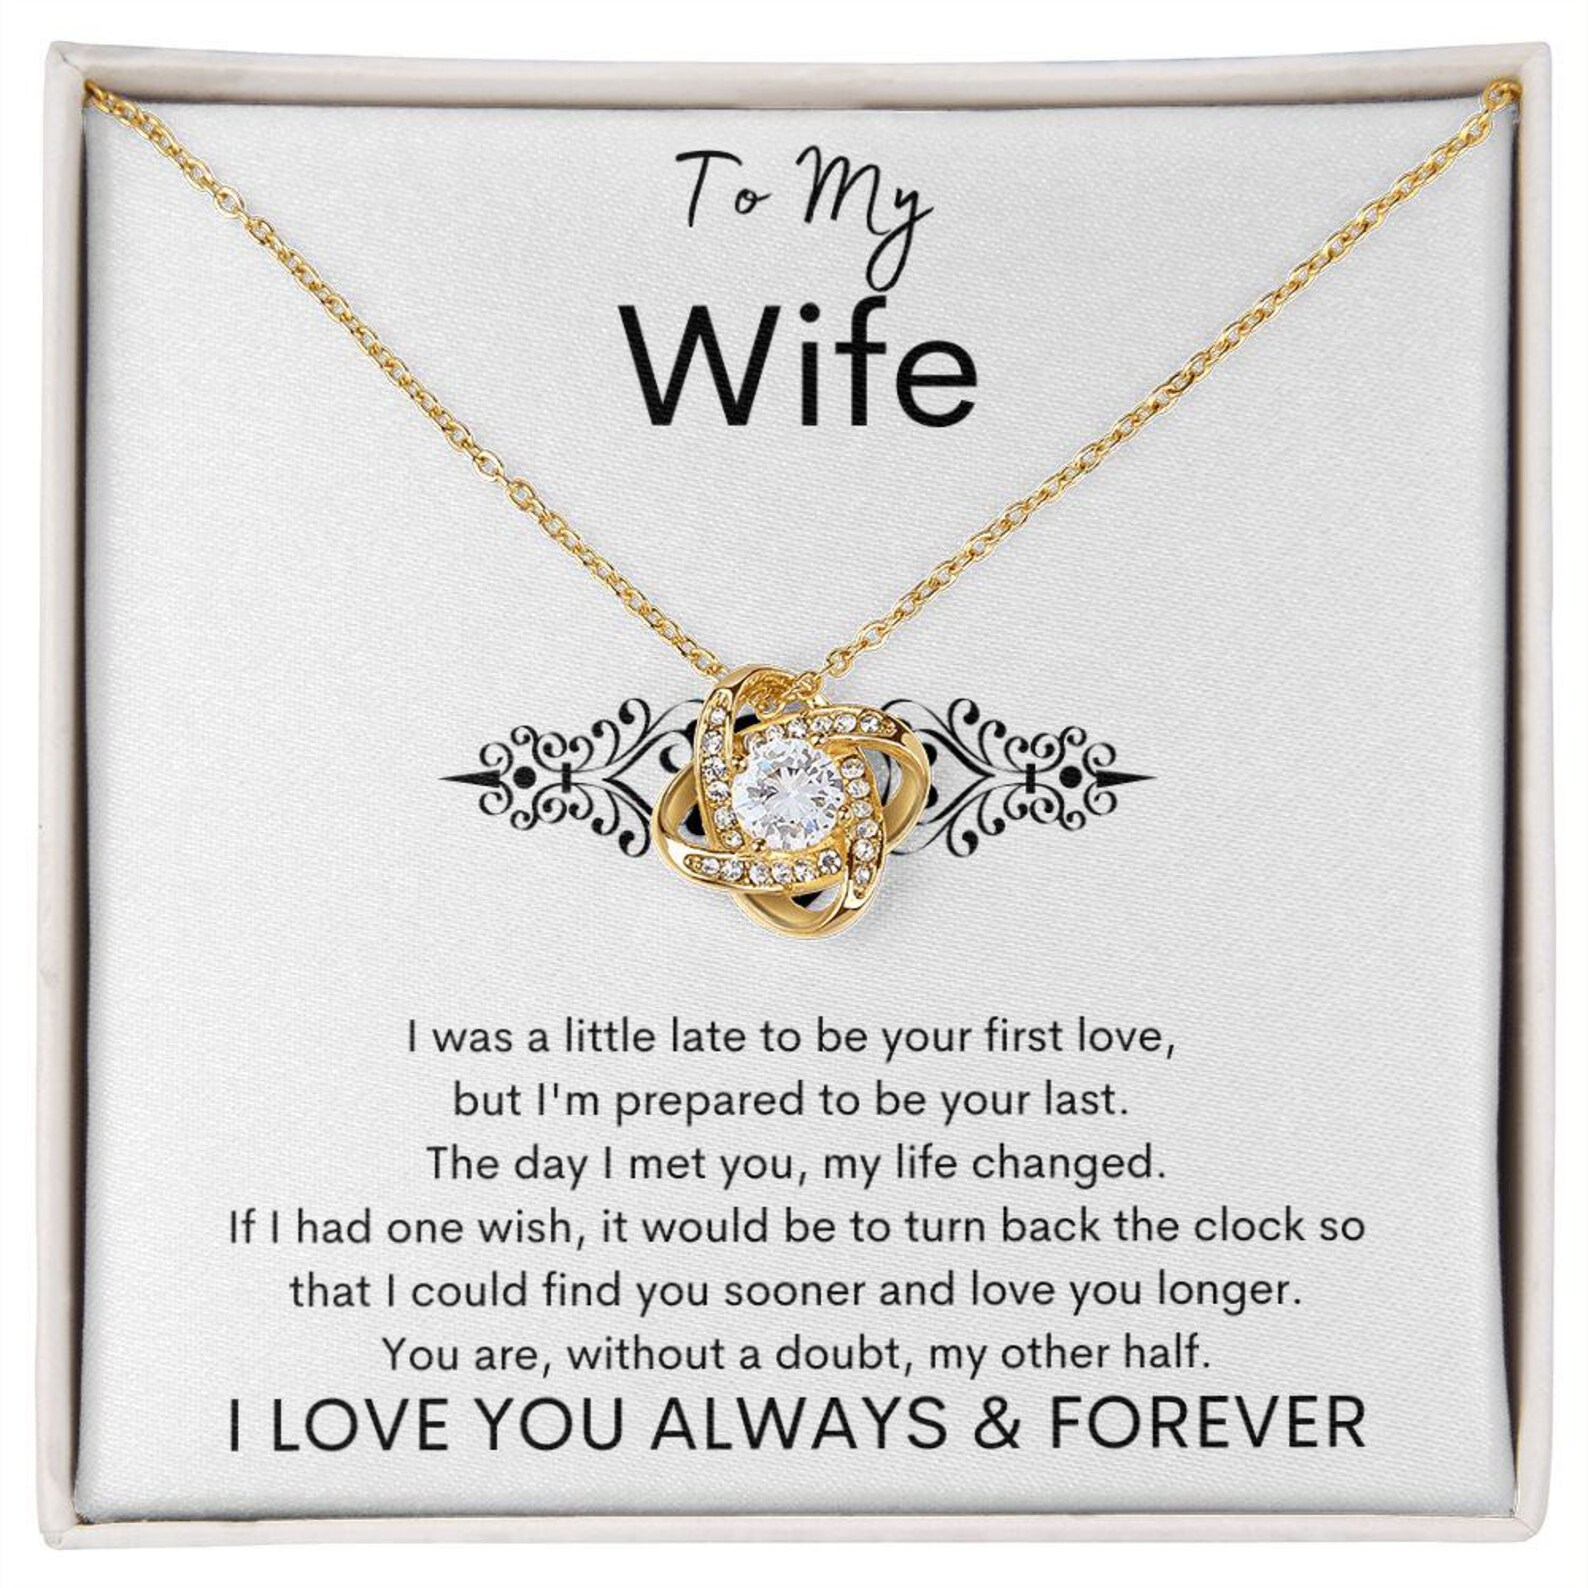 To My
Wife
I was a little late to be your first love,
but I'm prepared to be your last.
The day I met you, my life changed.
If I had one wish, it would be to turn back the clock so
that I could find you sooner and love you longer.
You are, without a doubt, my other half.
I LOVE YOU ALWAYS & FOREVER